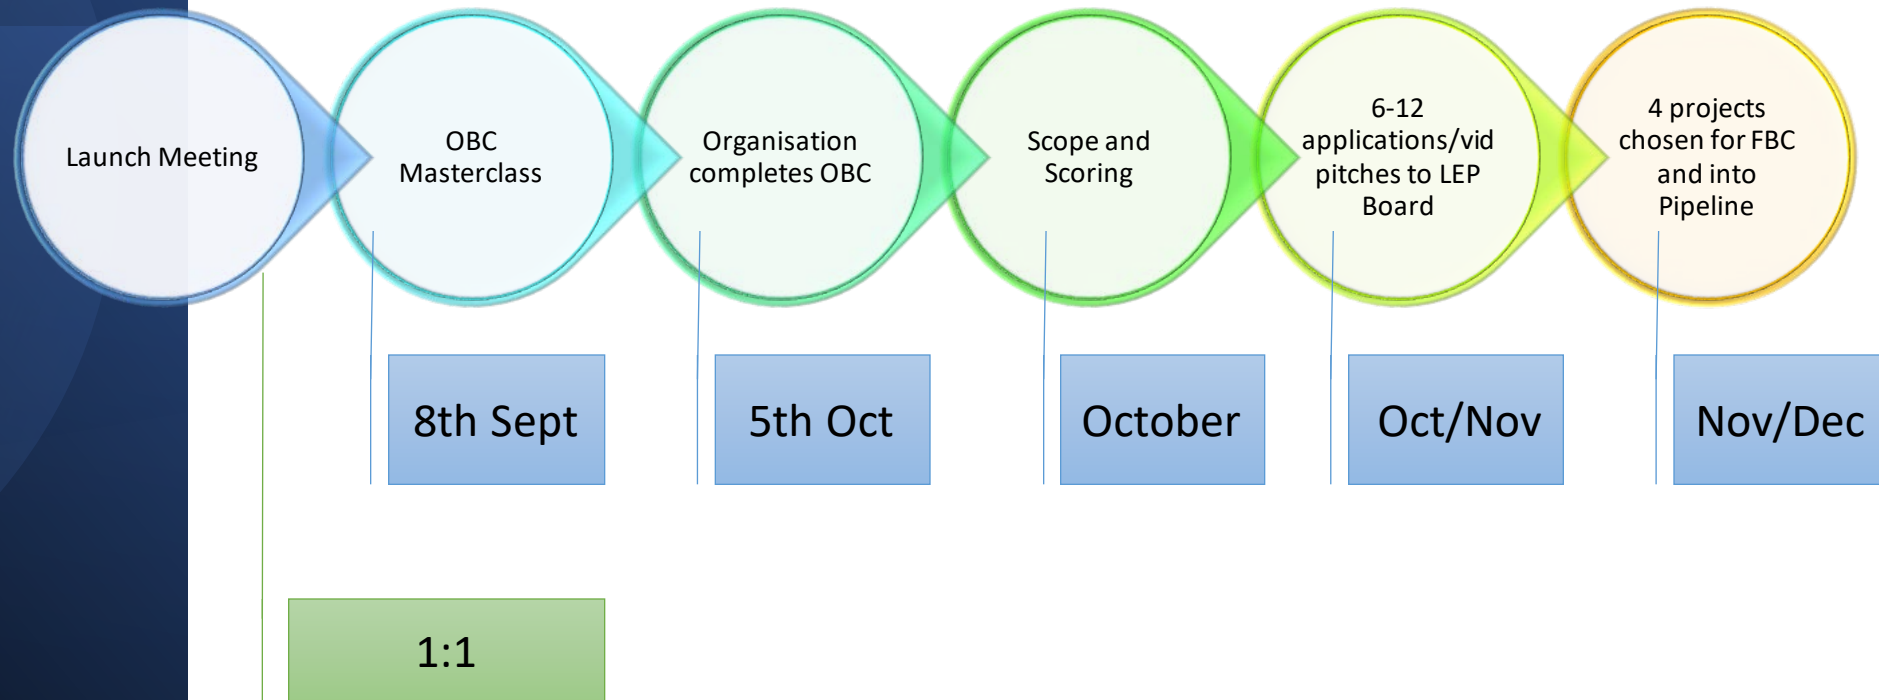 Launch Meeting
OBC
Masterclass
Organisation
completes OBC
Scope and
Scoring
6-12
applications/vid
pitches to LEP
Board
4 projects
chosen for FBC
and into
Pipeline
8th Sept
5th Oct
October
Oct/Nov
Nov/Dec
1:1